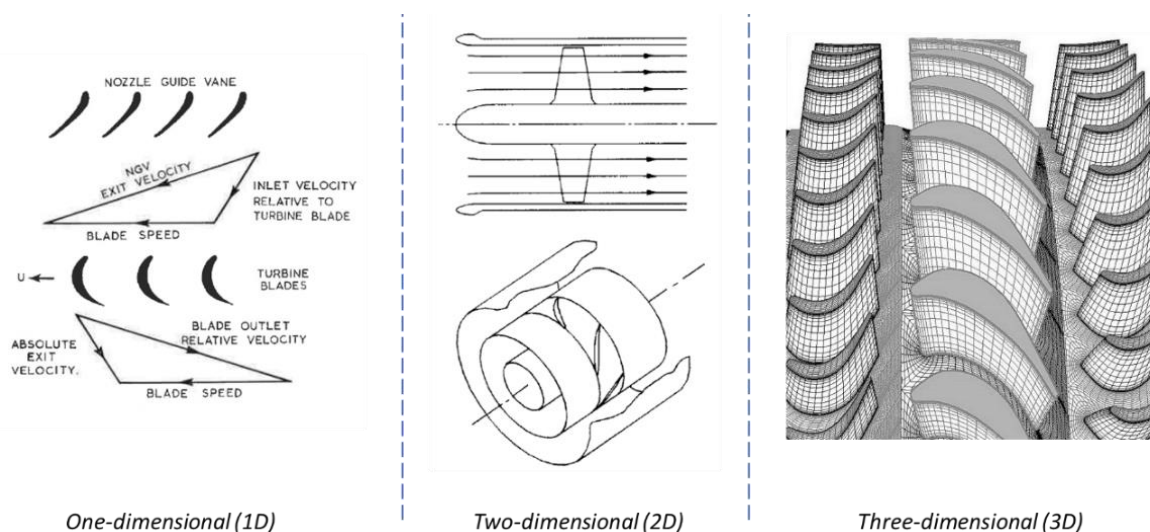 NOZZLE GUIDE VANE
NGV
EXIT VELOCITY
INLET VELOCITY
RELATIVE TO
TURBINE BLADE
BLADE SPEED
U
TURBINE
BLADES
BLADE OUTLET
RELATIVE VELOCITY
ABSOLUTE
EXIT
VELOCITY.
BLADE SPEED
One-dimensional (1D)
Two-dimensional (2D)
Three-dimensional (3D)